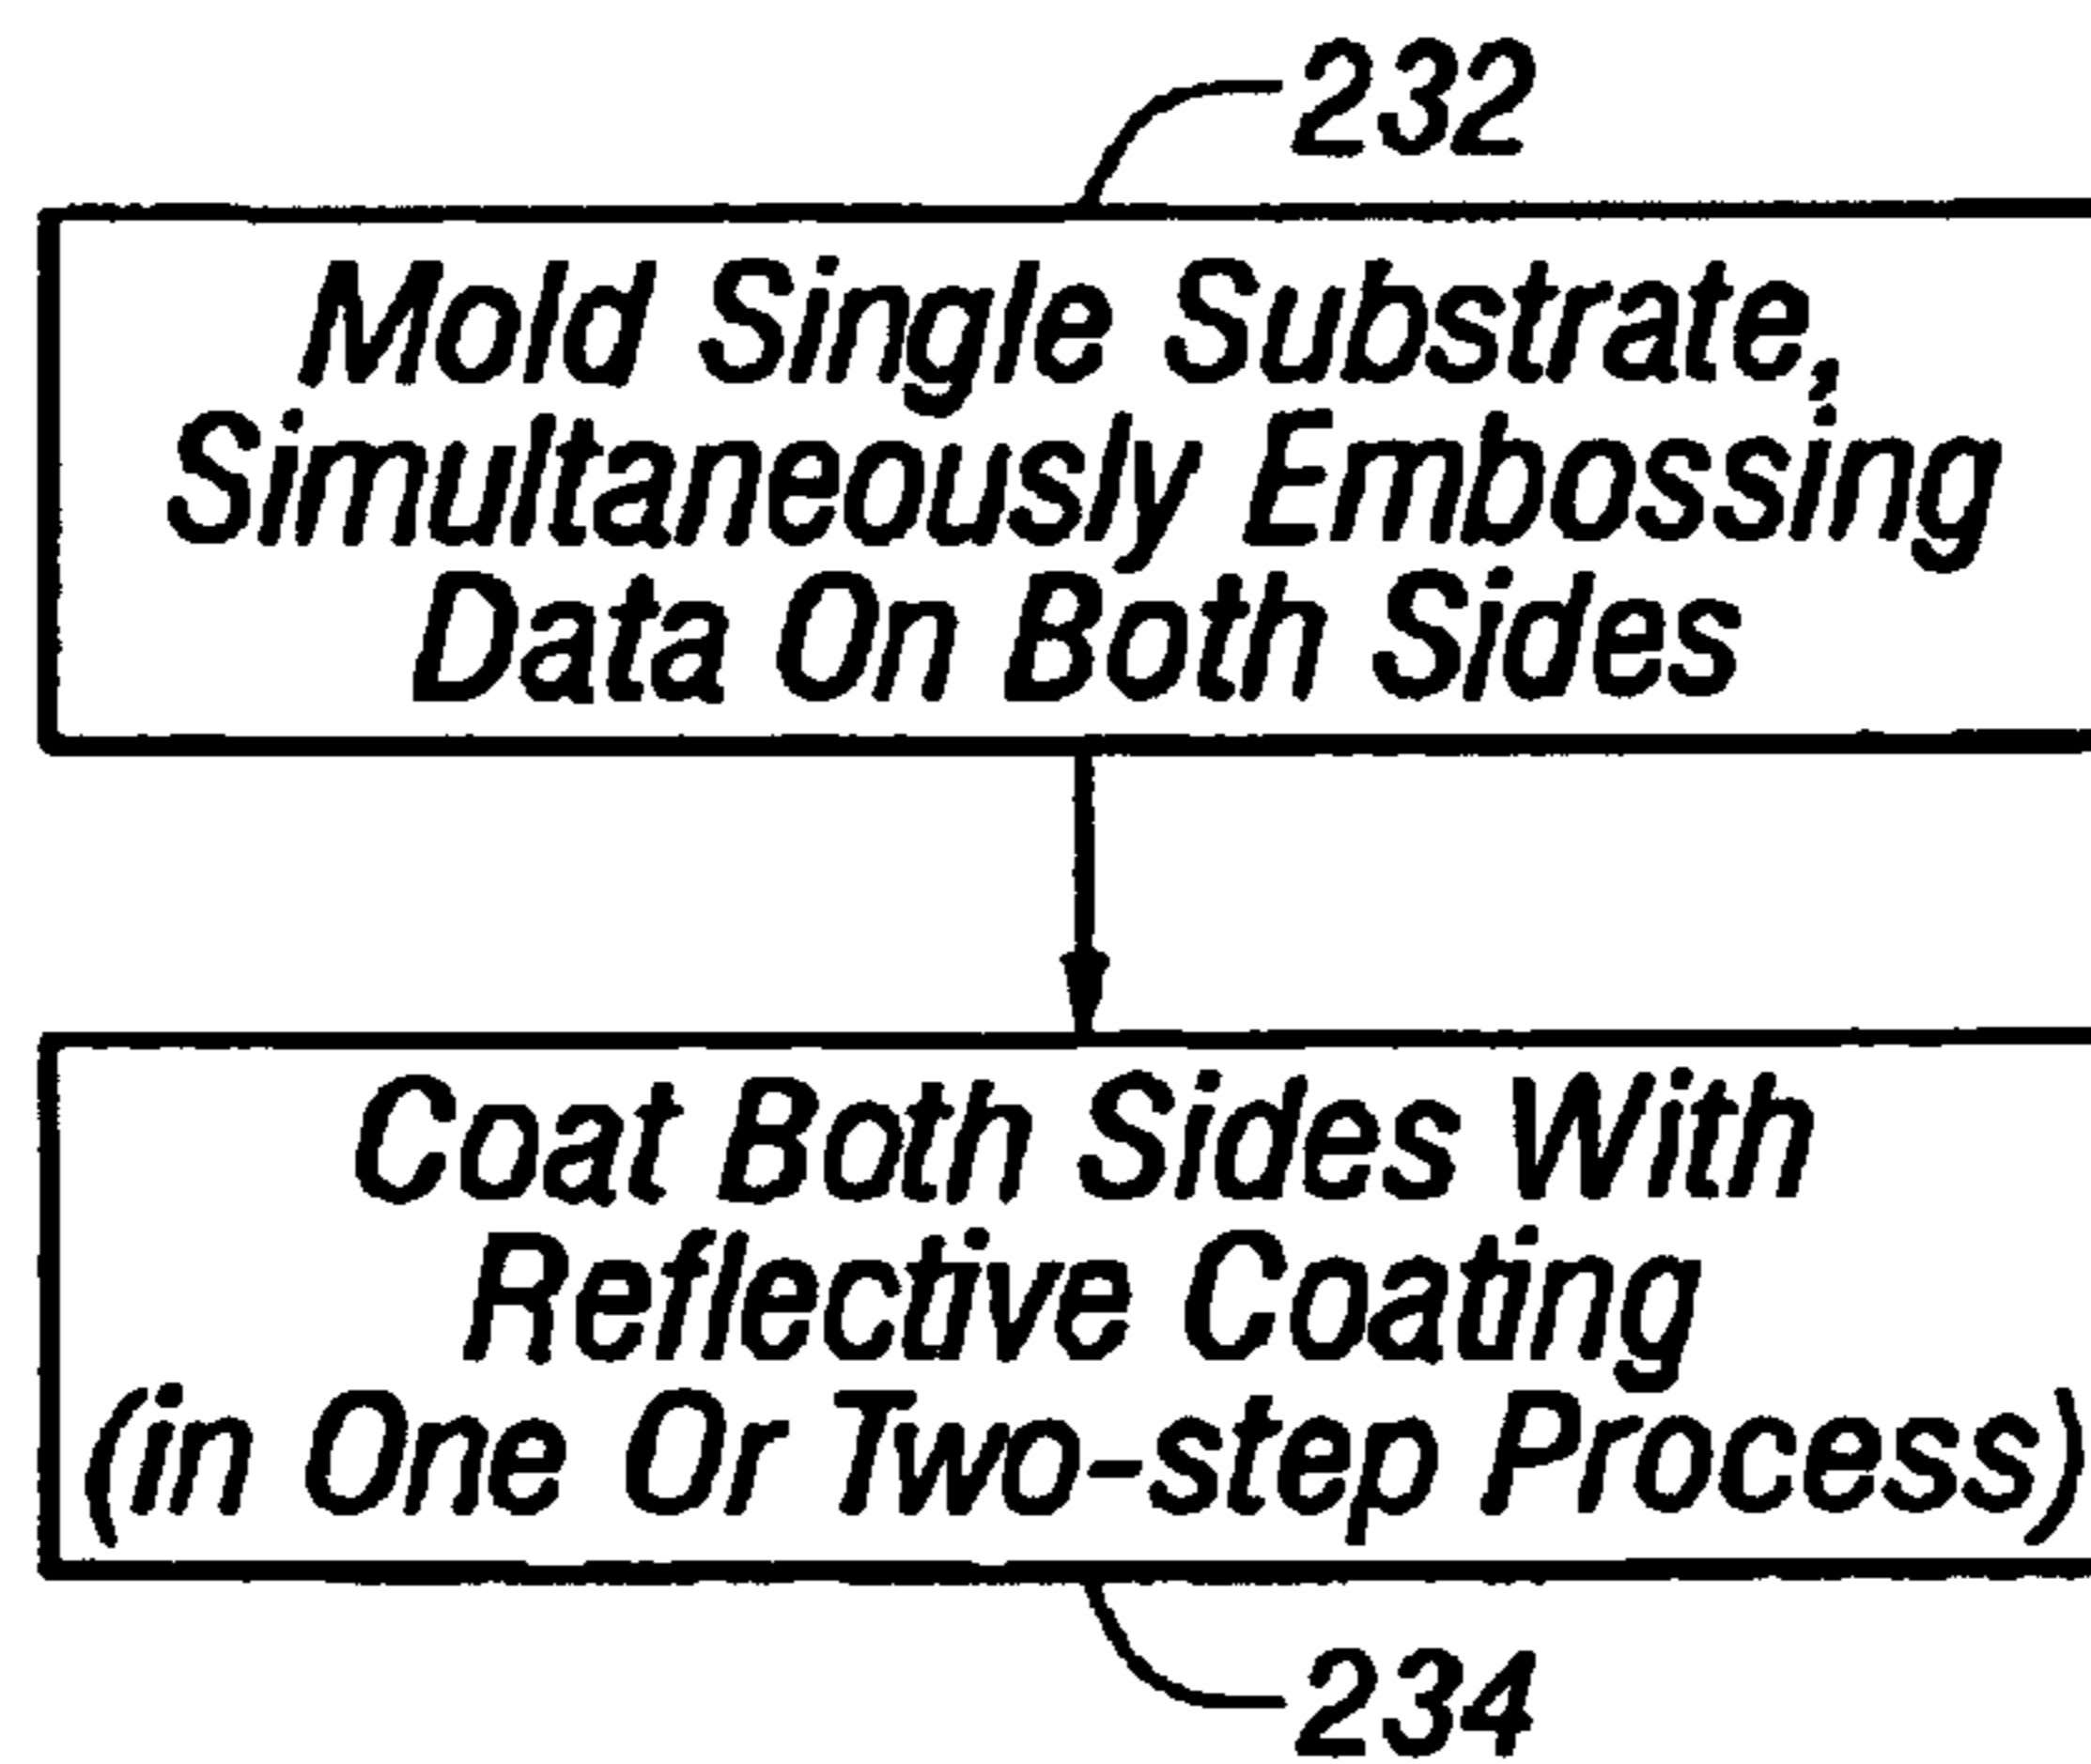 232
Mold Single Substrate,
Simultaneously Embossing
Data On Both Sides
Coat Both Sides With
Reflective Coating
(in One Or Two-step Process)
234